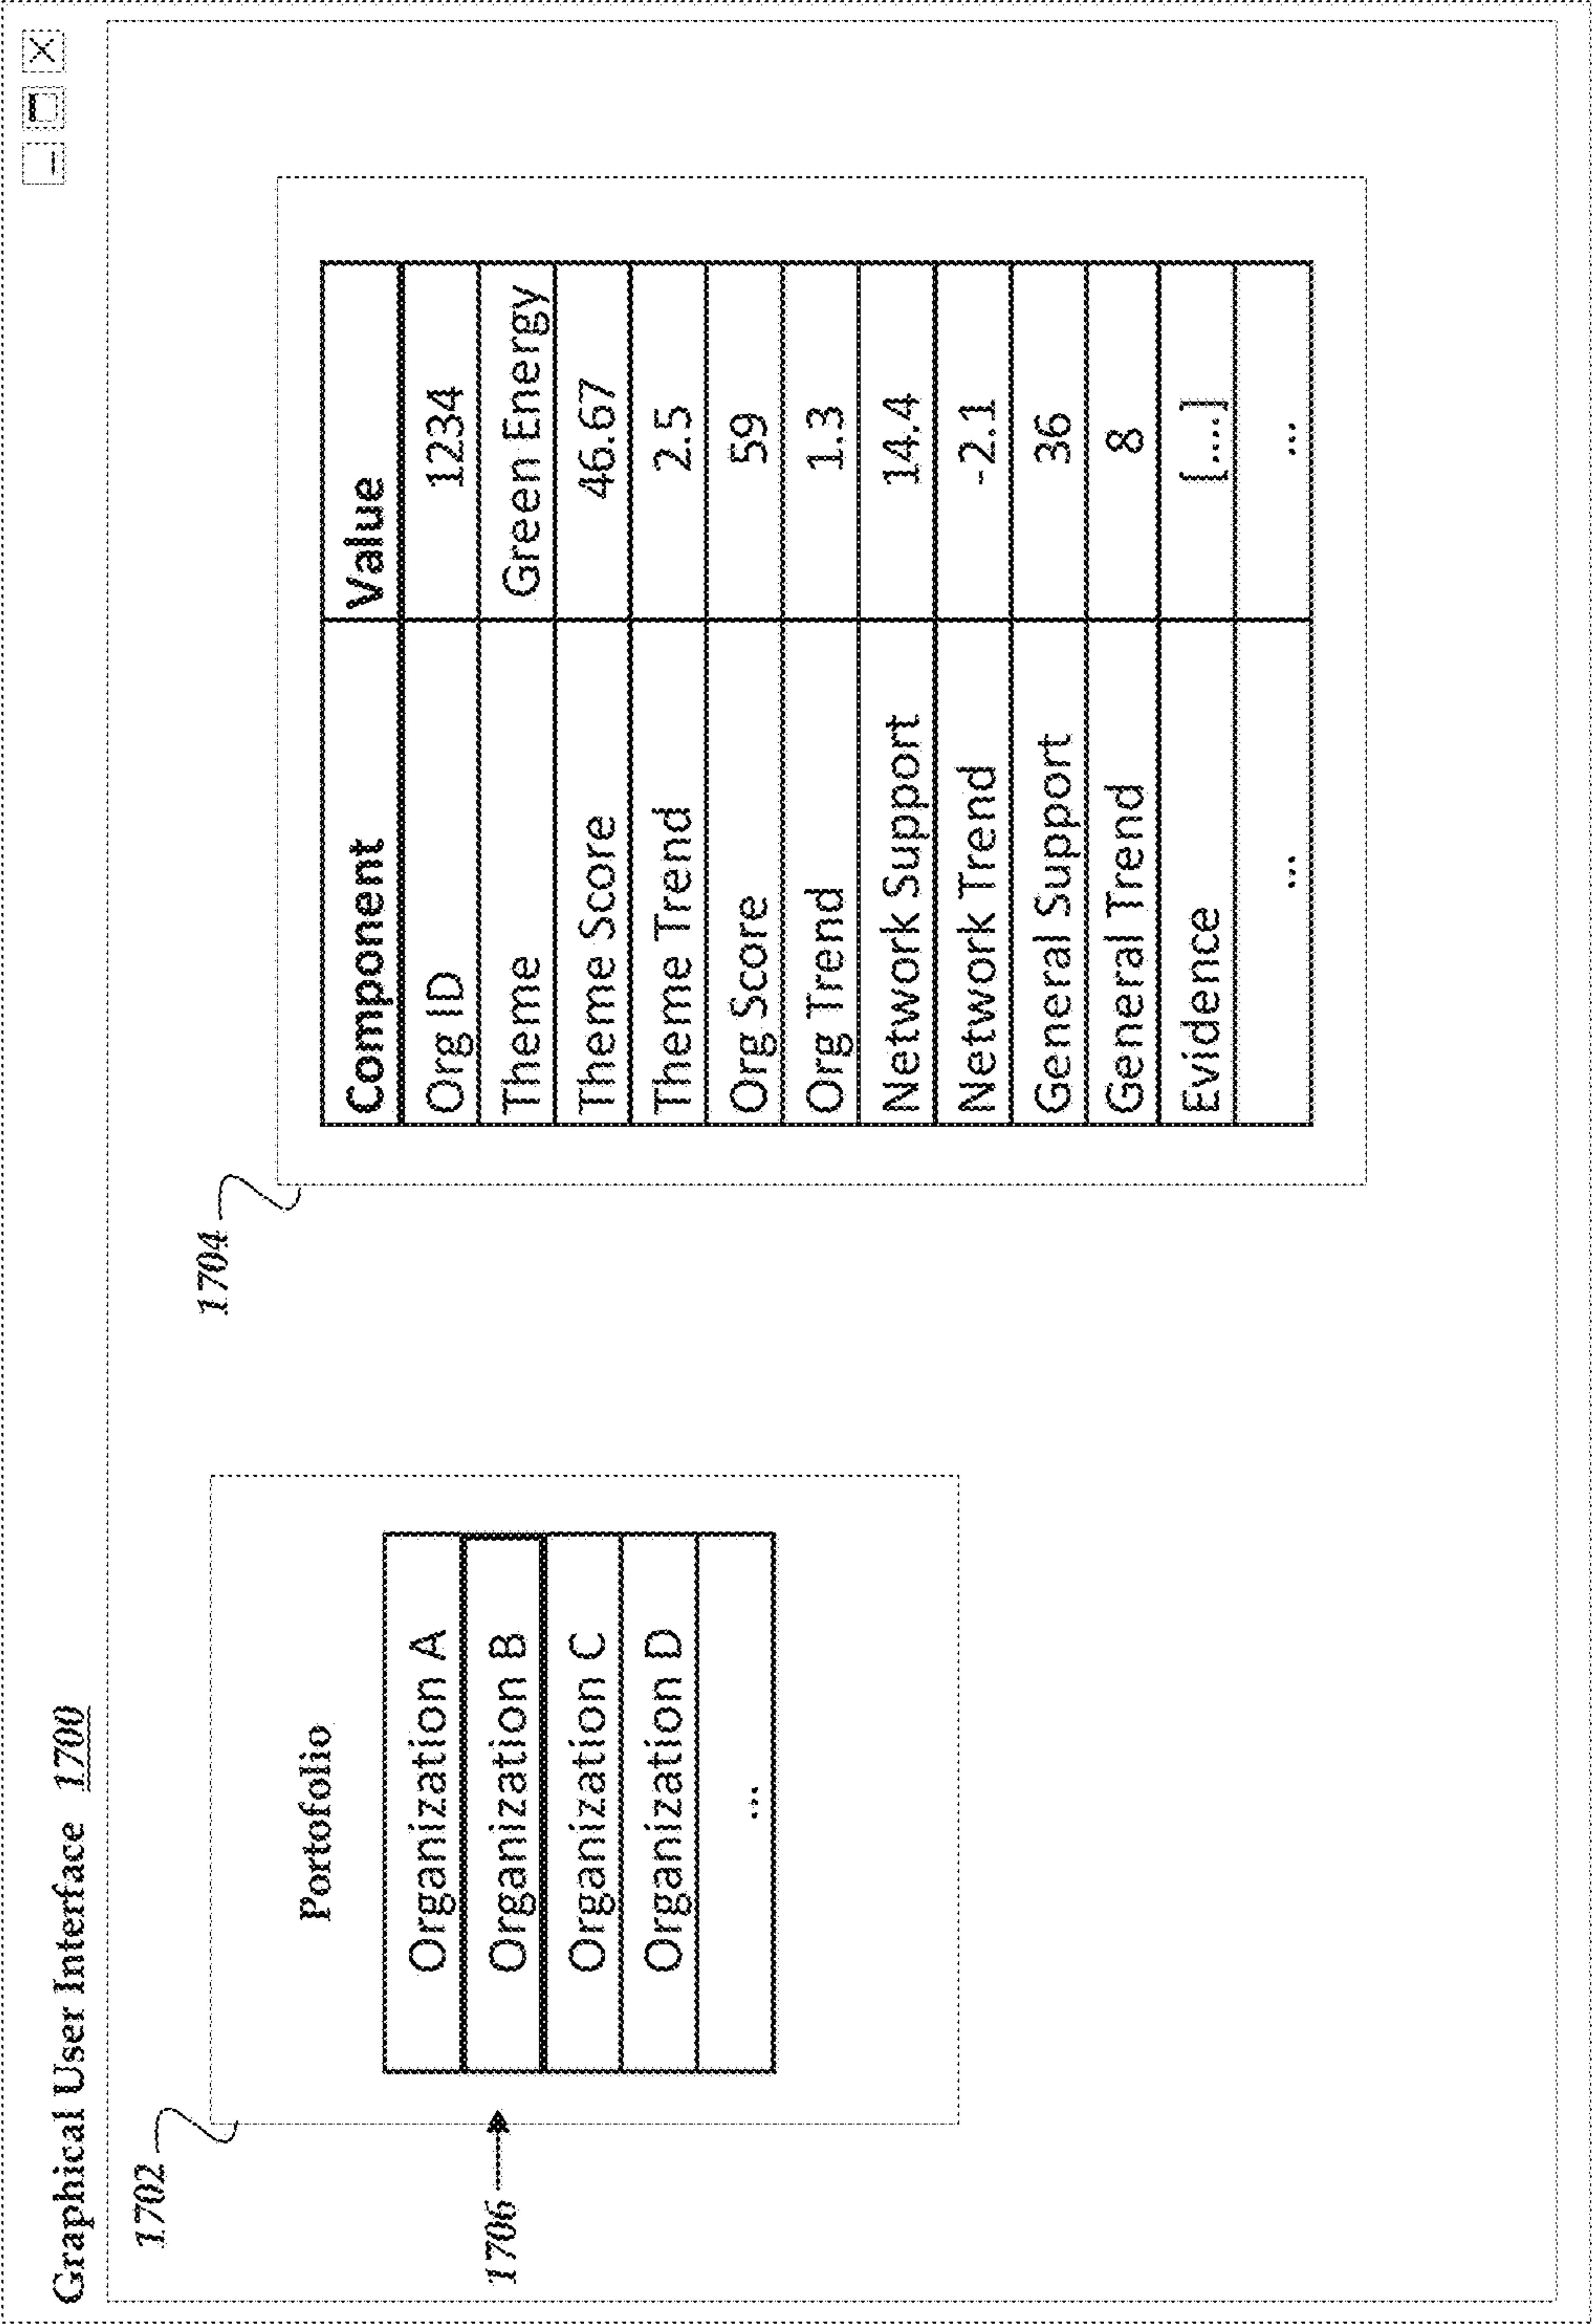 Graphical User Interface 1700
1702
Portofolio
Organization A
1706
Organization B
Organization C
Organization D
...
1704
Component Value
Org ID 1234
Theme Green Energy
Theme Score 46.67
Theme Trend 2.5
Org Score 59
Org Trend 1.3
Network Support 14.4
Network Trend -2.1
General Support 36
General Trend 8
Evidence [....]
... ...